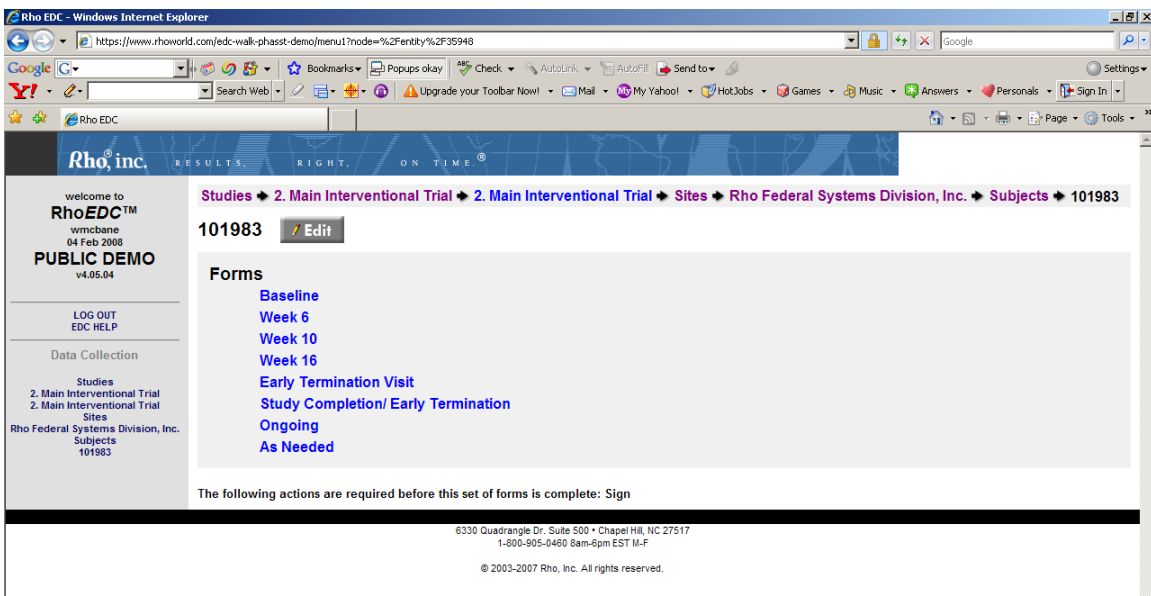 Rho EDC - Windows Internet Explorer
https://www.rhoworld.com/edc-walk-phasst-demo/menu1?node=%2Fentity%2F35948
Google
Google G Bookmarks Popups okay ABC Check AutoLink AutoFill Send to Settings
Y! Search Web Upgrade your Toolbar Now! Mail My Yahoo! HotJobs Games Music Answers Personals Sign In
Rho EDC Page Tools »
Rho® inc. RESULTS. RIGHT. ON TIME.®
welcome to
RhoEDC™
wmcbane
04 Feb 2008
PUBLIC DEMO
v4.05.04
LOG OUT
EDC HELP
Data Collection
Studies
2. Main Interventional Trial
2. Main Interventional Trial
Sites
Rho Federal Systems Division, Inc.
Subjects
101983
Studies 2. Main Interventional Trial 2. Main Interventional Trial Sites Rho Federal Systems Division, Inc. Subjects 101983
101983 Edit
Forms
Baseline
Week 6
Week 10
Week 16
Early Termination Visit
Study Completion/ Early Termination
Ongoing
As Needed
The following actions are required before this set of forms is complete: Sign
6330 Quadrangle Dr. Suite 500 • Chapel Hill, NC 27517
1-800-905-0460 8am-6pm EST M-F
© 2003-2007 Rho, Inc. All rights reserved.